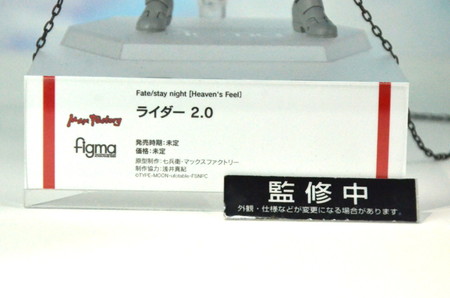 Fate/stay night [Heaven's Feel]
ライダー 2.0
Max Factory
figma
発売時期：未定
価格：未定
原型制作：七兵衛・マックスファクトリー
制作協力：浅井真紀
©TYPE-MOON・ufotable・FSNPC
監修中
外観・仕様などが変更になる場合があります。